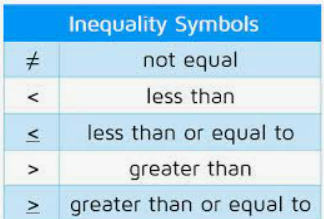 Inequality Symbols
≠ not equal
< less than
≤ less than or equal to
> greater than
≥ greater than or equal to